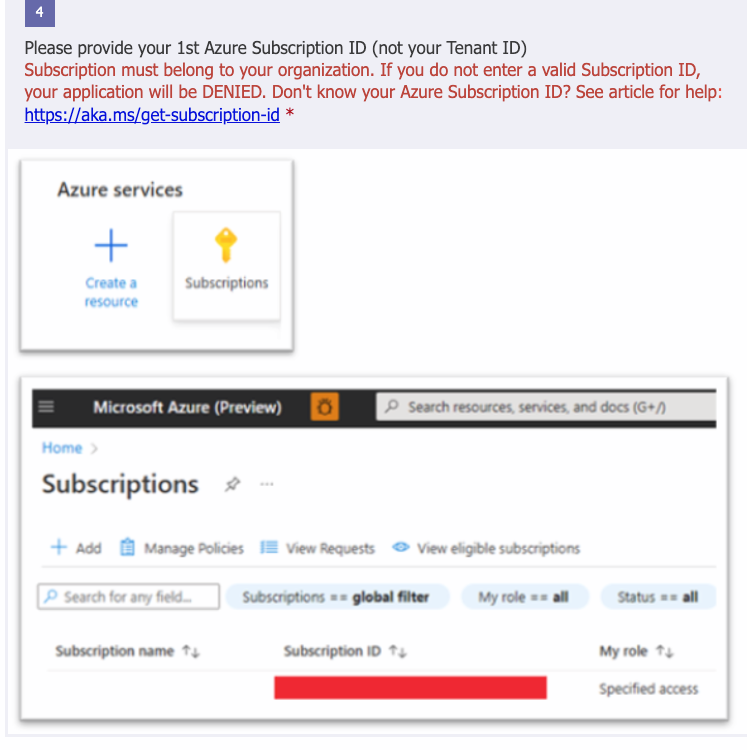 4
Please provide your 1st Azure Subscription ID (not your Tenant ID)
Subscription must belong to your organization. If you do not enter a valid Subscription ID,
your application will be DENIED. Don't know your Azure Subscription ID? See article for help:
https://aka.ms/get-subscription-id *
Azure services
Create a
resource
Subscriptions
Microsoft Azure (Preview)
Search resources, services, and docs (G+/)
Home >
Subscriptions
Add Manage Policies View Requests View eligible subscriptions
Search for any field... Subscriptions == global filter My role == all Status == all
Subscription name ↑↓ Subscription ID ↑↓ My role ↑↓
Specified access